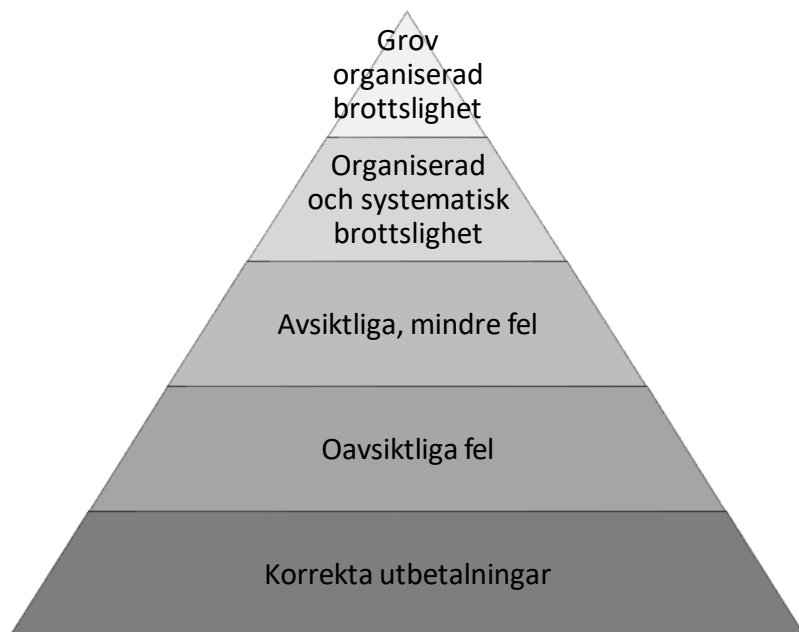 Grov
organiserad
brottslighet
Organiserad
och systematisk
brottslighet
Avsiktliga, mindre fel
Oavsiktliga fel
Korrekta utbetalningar